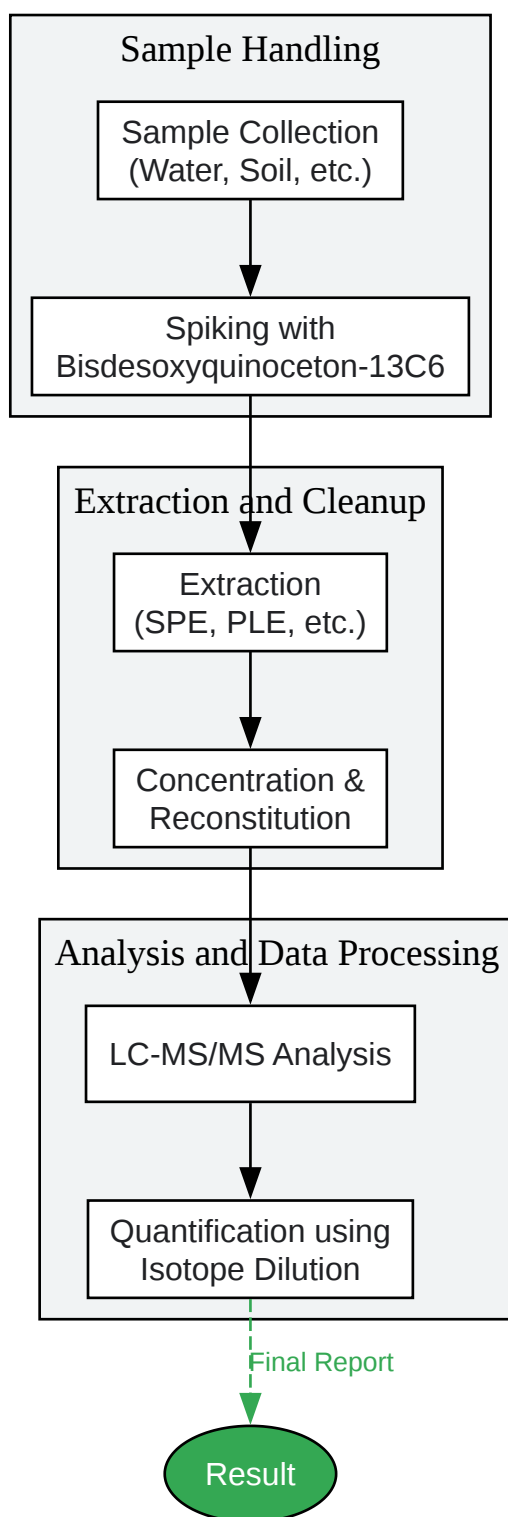 Sample Handling
Sample Collection
(Water, Soil, etc.)
Spiking with
Bisdesoxyquinoceton-13C6
Extraction and Cleanup
Extraction
(SPE, PLE, etc.)
Concentration &
Reconstitution
Analysis and Data Processing
LC-MS/MS Analysis
Quantification using
Isotope Dilution
Final Report
Result